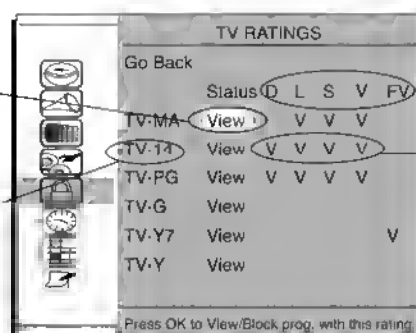 TV RATINGS
Go Back
Status D L S V FV
TV-MA View V V V
TV-14 View V V V V
TV-PG View V V V V
TV-G View
TV-Y7 View V
TV-Y View
Press OK to View/Block prog. with this rating